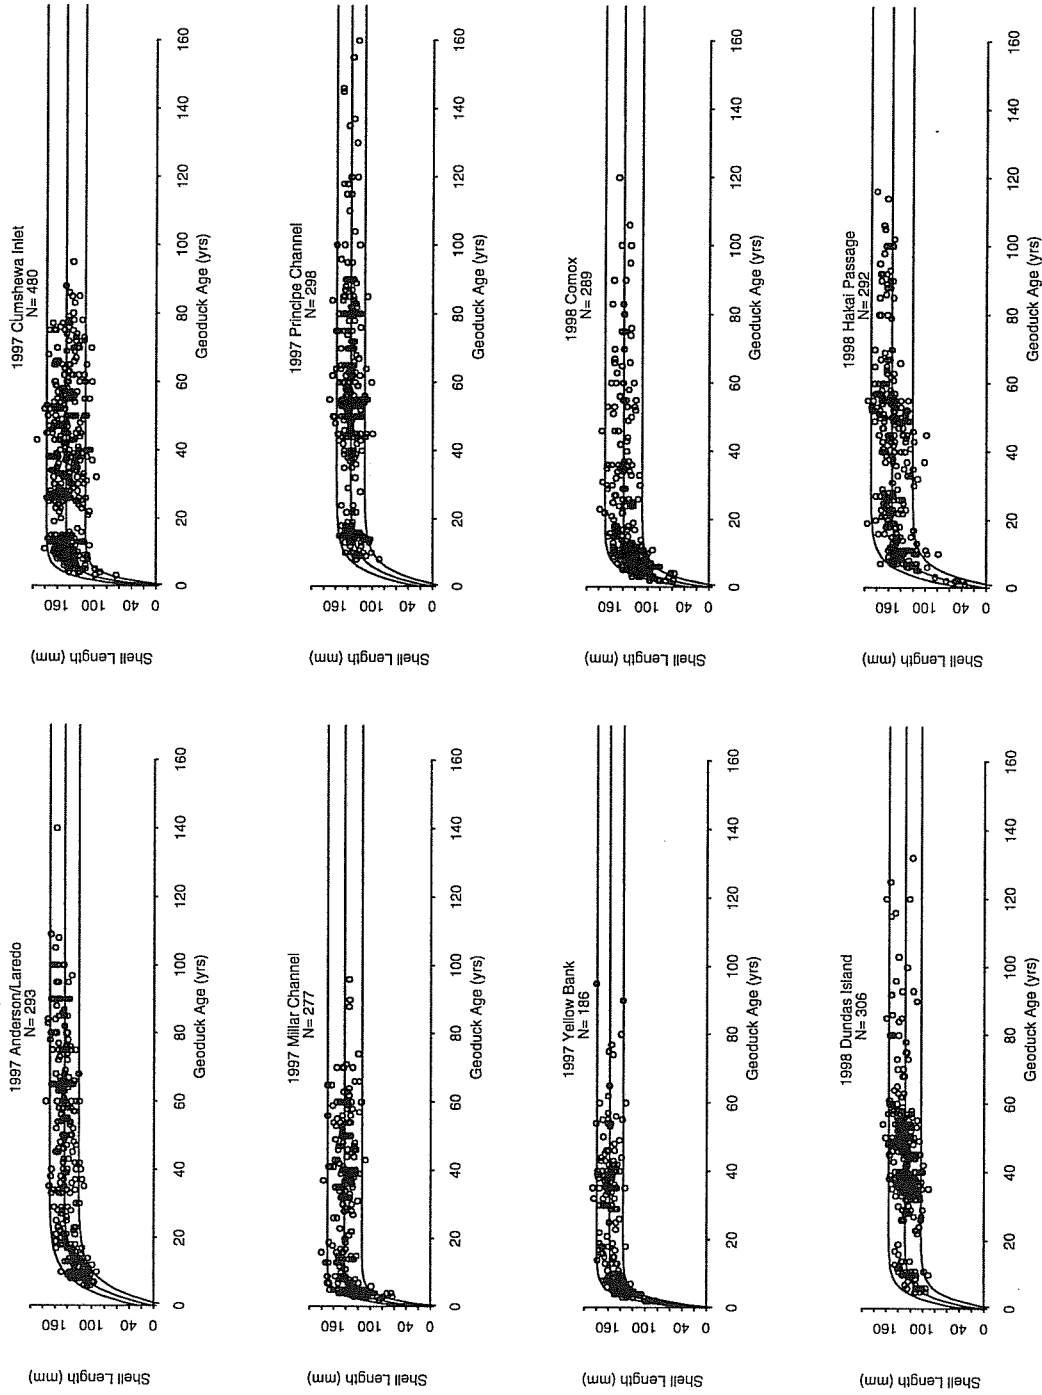 1997 Anderson/Laredo
N= 293
Shell Length (mm)
160
100
40
0
0 20 40 60 80 100 120 140 160
Geoduck Age (yrs)
1997 Cumshewa Inlet
N= 480
Shell Length (mm)
160
100
40
0
0 20 40 60 80 100 120 140 160
Geoduck Age (yrs)
1997 Millar Channel
N= 277
Shell Length (mm)
160
100
40
0
0 20 40 60 80 100 120 140 160
Geoduck Age (yrs)
1997 Principe Channel
N= 298
Shell Length (mm)
160
100
40
0
0 20 40 60 80 100 120 140 160
Geoduck Age (yrs)
1997 Yellow Bank
N= 186
Shell Length (mm)
160
100
40
0
0 20 40 60 80 100 120 140 160
Geoduck Age (yrs)
1998 Comox
N= 289
Shell Length (mm)
160
100
40
0
0 20 40 60 80 100 120 140 160
Geoduck Age (yrs)
1998 Dundas Island
N= 306
Shell Length (mm)
160
100
40
0
0 20 40 60 80 100 120 140 160
Geoduck Age (yrs)
1998 Hakai Passage
N= 292
Shell Length (mm)
160
100
40
0
0 20 40 60 80 100 120 140 160
Geoduck Age (yrs)